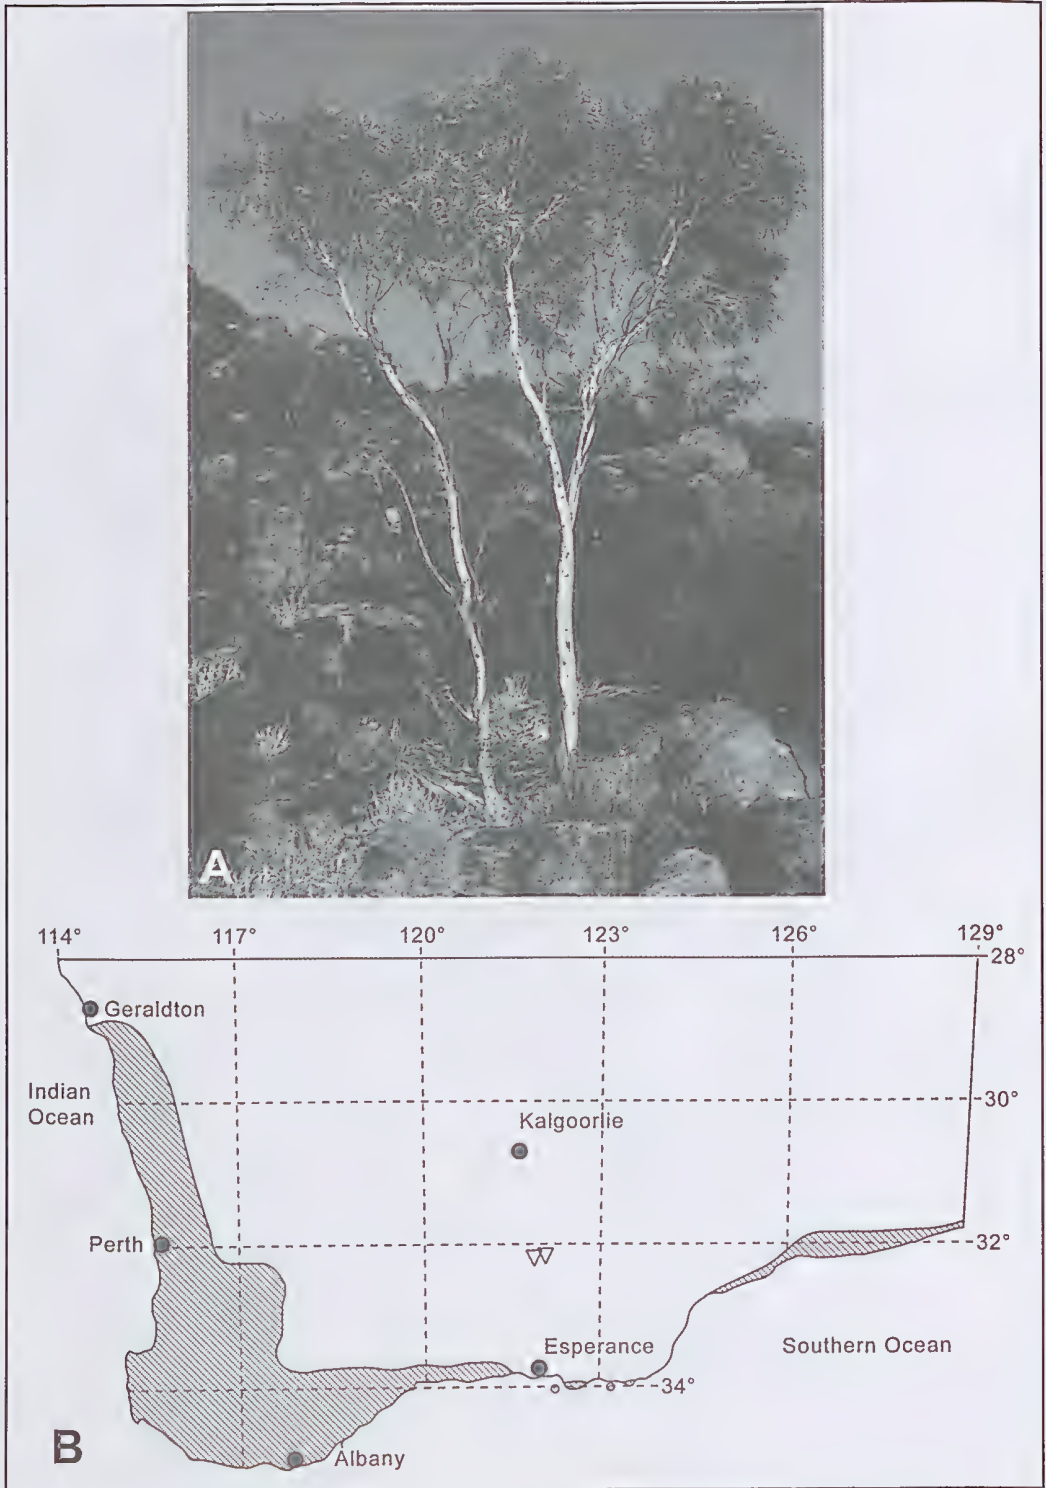 A
114°
117°
120°
123°
126°
129°
28°
Geraldton
Indian
Ocean
30°
Kalgoorlie
Perth
32°
Esperance
Southern Ocean
34°
B
Albany